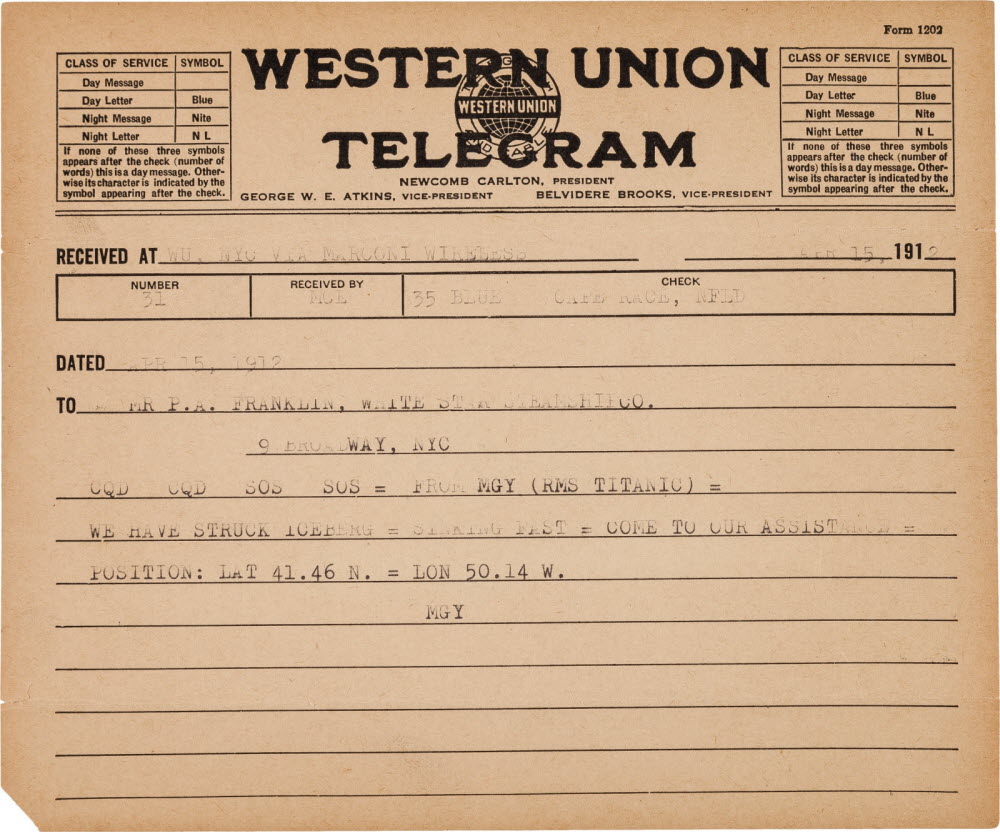 Form 1202
CLASS OF SERVICE SYMBOL
Day Message
Day Letter Blue
Night Message Nite
Night Letter N L
If none of these three symbols
appears after the check (number of
words) this is a day message. Other-
wise its character is indicated by the
symbol appearing after the check.
WESTERN UNION
WESTERN UNION
TELEGRAM
NEWCOMB CARLTON, PRESIDENT
GEORGE W. E. ATKINS, VICE-PRESIDENT BELVIDERE BROOKS, VICE-PRESIDENT
CLASS OF SERVICE SYMBOL
Day Message
Day Letter Blue
Night Message Nite
Night Letter N L
If none of these three symbols
appears after the check (number of
words) this is a day message. Other-
wise its character is indicated by the
symbol appearing after the check.
RECEIVED AT WU. NYC VIA MARCONI WIRELESS APR 15, 1912
NUMBER RECEIVED BY CHECK
31 35 BLUE CAPE RACE, NFLD
DATED APR 15, 1912
TO MR P.A. FRANKLIN, WHITE STAR STEAMSHIP CO.
9 BROADWAY, NYC
CQD CQD SOS SOS = FROM MGY (RMS TITANIC) =
WE HAVE STRUCK ICEBERG = SINKING FAST = COME TO OUR ASSISTANCE =
POSITION: LAT 41.46 N. = LON 50.14 W.
MGY